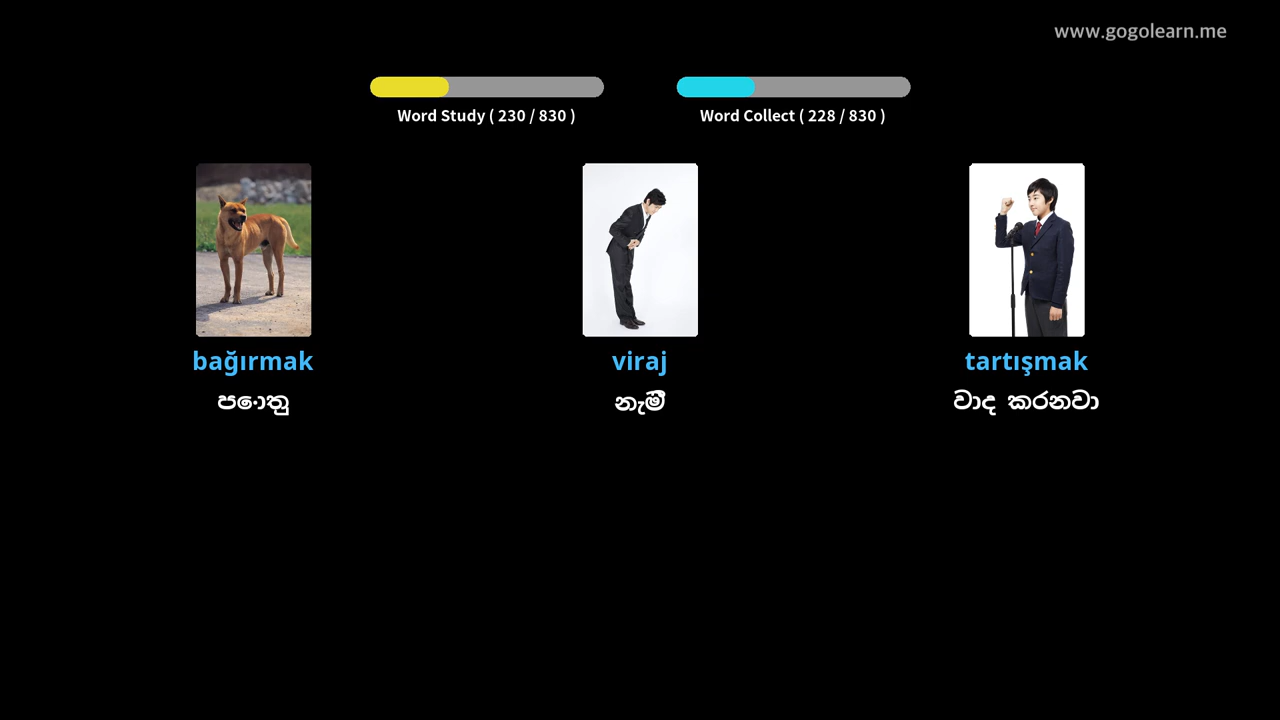 www.gogolearn.me
Word Study ( 230 / 830 )
Word Collect ( 228 / 830 )
bağırmak
viraj
tartışmak
පොතු
නැමී
වාද කරනවා